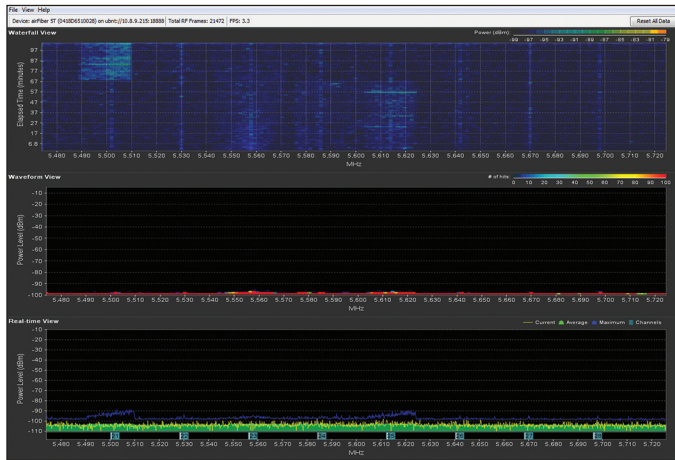 File View Help
Device: airFiber ST (0418D6510028) on ubnt://10.8.9.215:18888 Total RF Frames: 21472 FPS: 3.3 Reset All Data
Waterfall View Power (dBm) -99 -97 -95 -93 -91 -89 -87 -85 -83 -81 -79
Elapsed Time (minutes)
97
87
77
67
57
47
37
27
17
6.8
5.480 5.490 5.500 5.510 5.520 5.530 5.540 5.550 5.560 5.570 5.580 5.590 5.600 5.610 5.620 5.630 5.640 5.650 5.660 5.670 5.680 5.690 5.700 5.710 5.720
MHz
Waveform View # of hits: 0 10 20 30 40 50 60 70 80 90 100
Power Level (dBm)
-10
-20
-30
-40
-50
-60
-70
-80
-90
-100
5.480 5.490 5.500 5.510 5.520 5.530 5.540 5.550 5.560 5.570 5.580 5.590 5.600 5.610 5.620 5.630 5.640 5.650 5.660 5.670 5.680 5.690 5.700 5.710 5.720
MHz
Real-time View Current Average Maximum Channels
Power Level (dBm)
-10
-20
-30
-40
-50
-60
-70
-80
-90
-100
-110
5.480 5.490 5.500 5.510 5.520 5.530 5.540 5.550 5.560 5.570 5.580 5.590 5.600 5.610 5.620 5.630 5.640 5.650 5.660 5.670 5.680 5.690 5.700 5.710 5.720
MHz